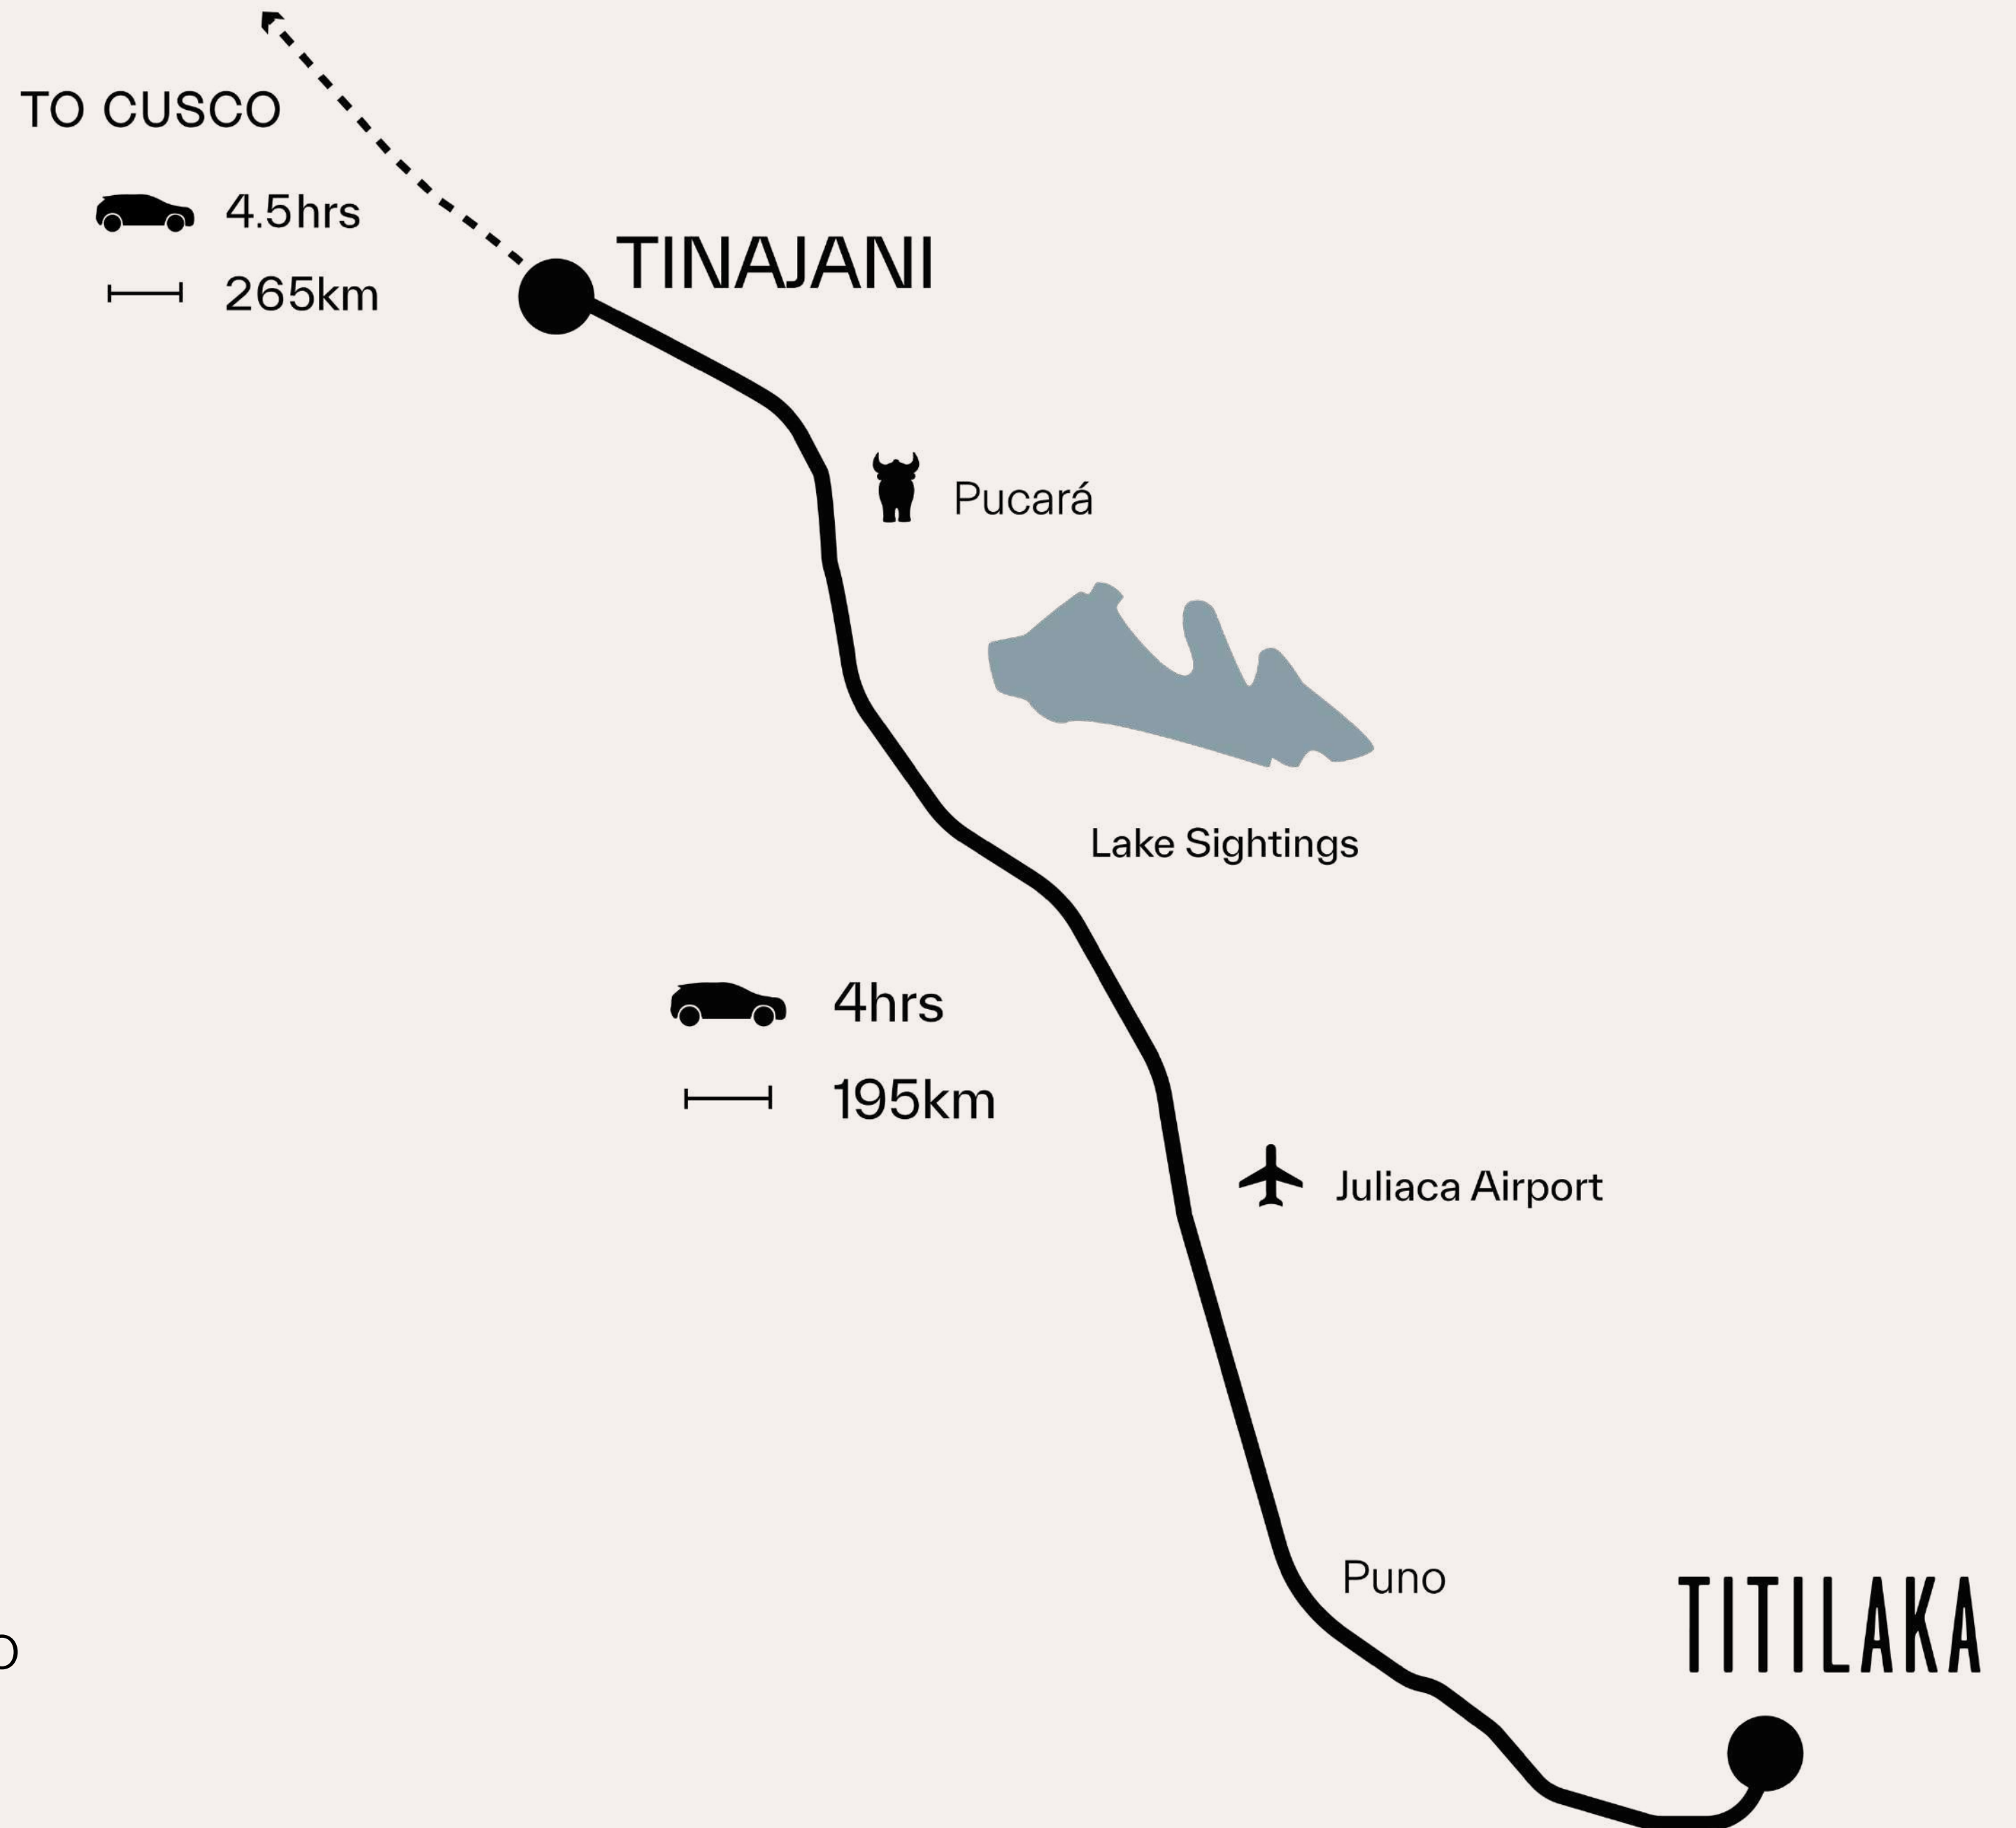 TO CUSCO
4.5hrs
265km
TINAJANI
Pucará
Lake Sightings
4hrs
195km
Juliaca Airport
Puno
TITILAKA